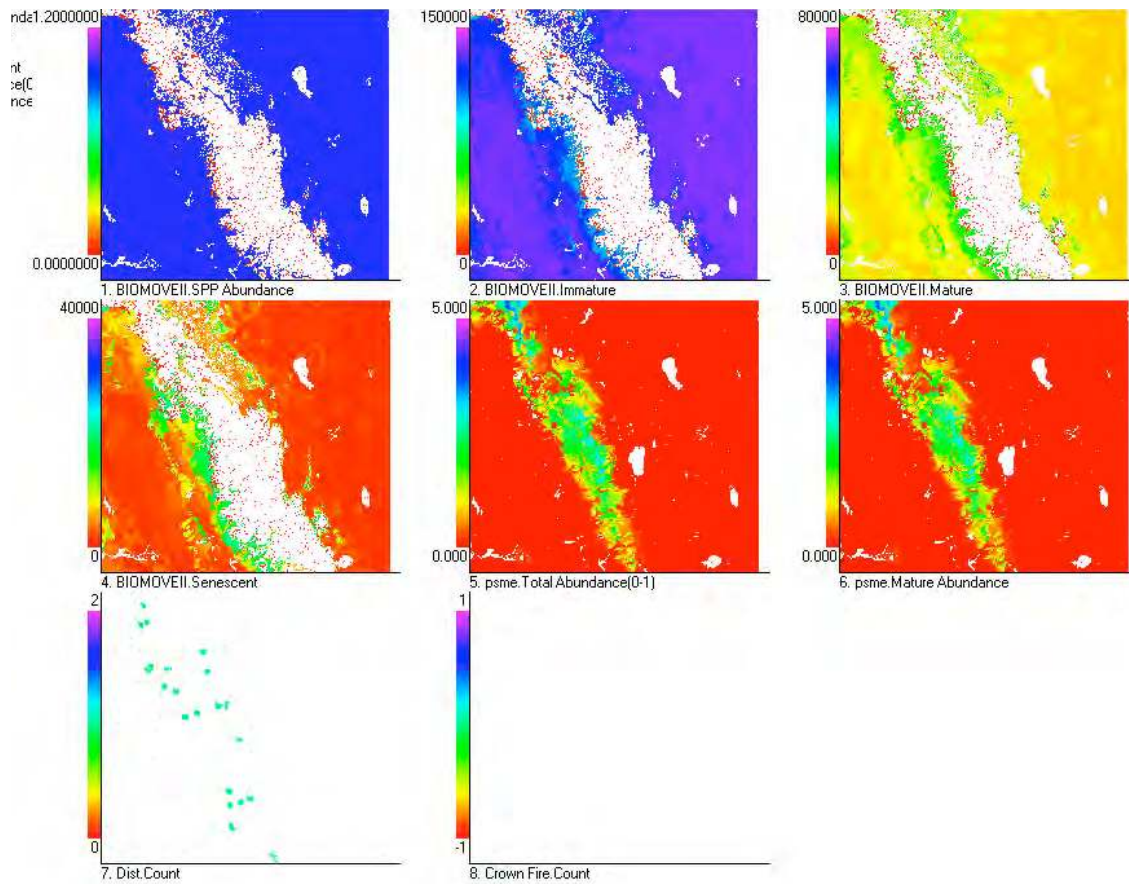 1.2000000
0.0000000
1. BIOMOVEII.SPP Abundance
150000
0
2. BIOMOVEII.Immature
80000
0
3. BIOMOVEII.Mature
40000
0
4. BIOMOVEII.Senescent
5.000
0.000
5. psme.Total Abundance(0-1)
5.000
0.000
6. psme.Mature Abundance
2
0
7. Dist.Count
1
-1
8. Crown Fire.Count